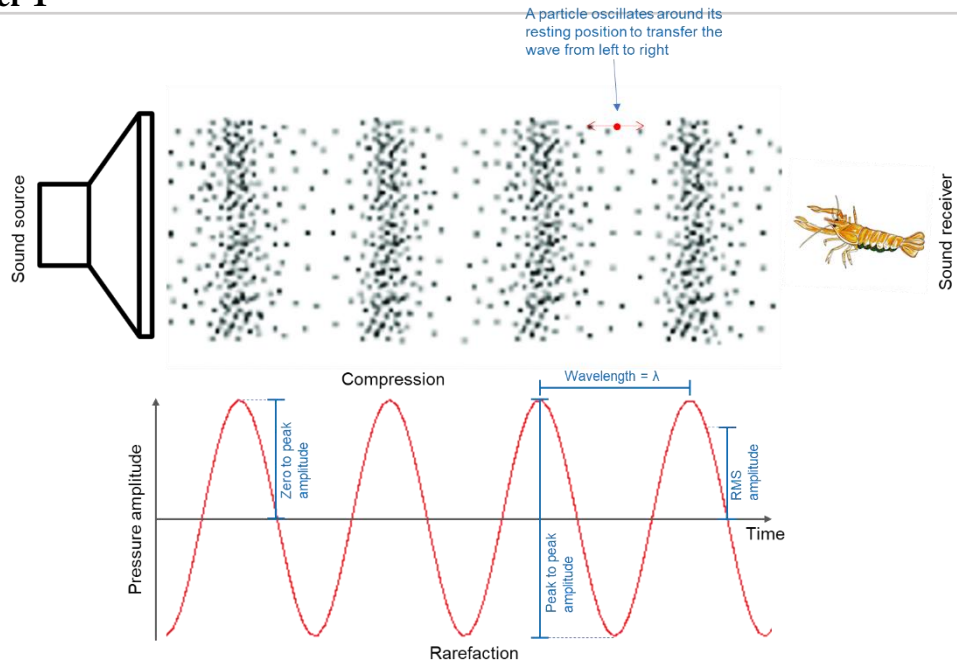 A particle oscillates around its
resting position to transfer the
wave from left to right
Sound source
Sound receiver
Compression
Wavelength = λ
Pressure amplitude
Zero to peak
amplitude
Peak to peak
amplitude
RMS
amplitude
Time
Rarefaction